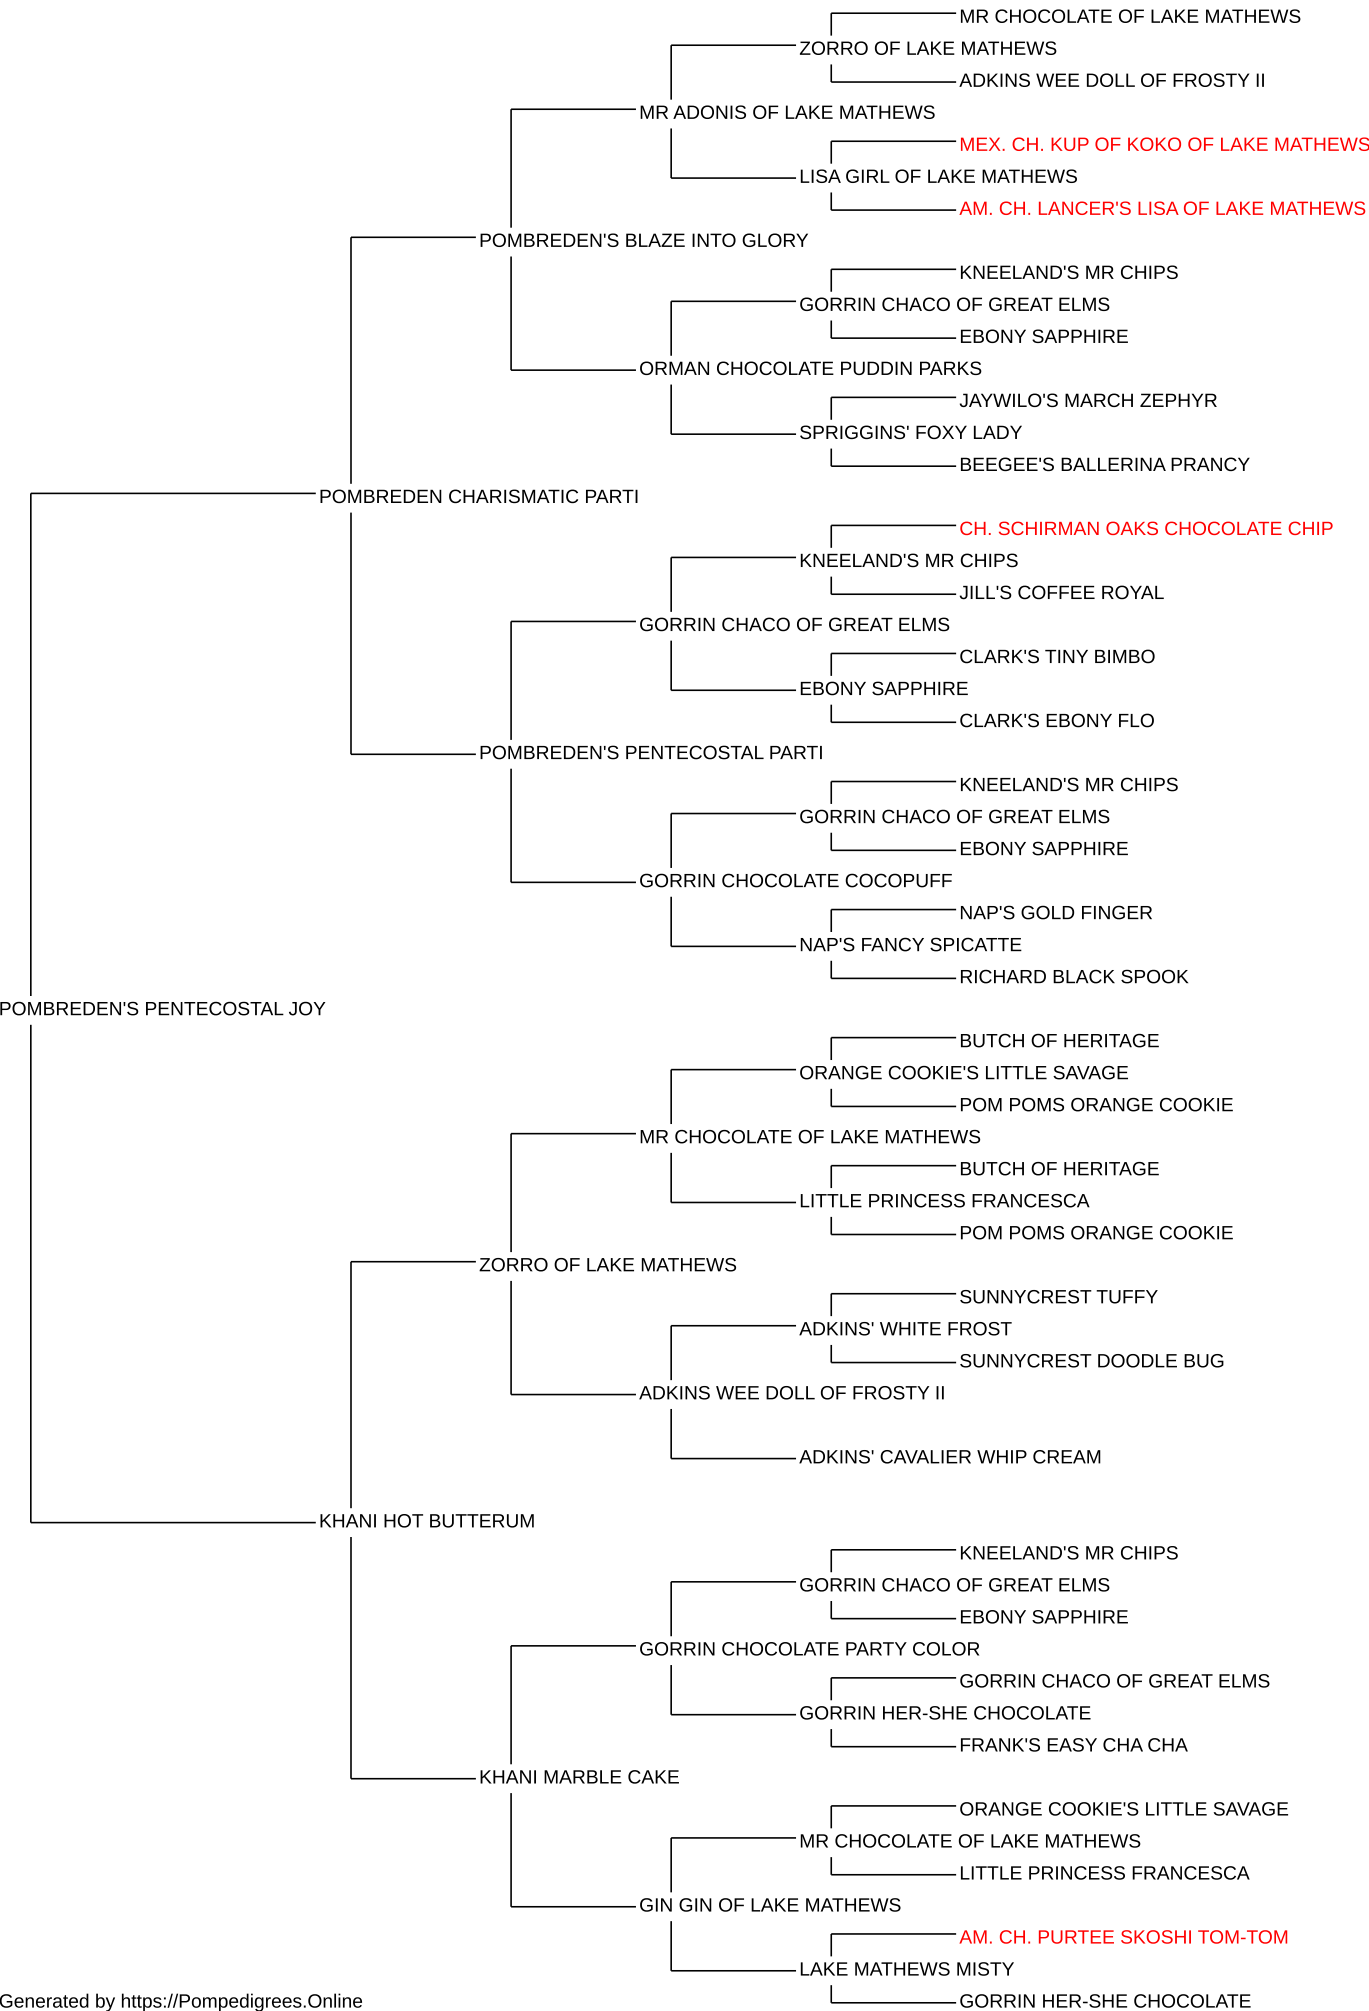 MR CHOCOLATE OF LAKE MATHEWS
ZORRO OF LAKE MATHEWS
ADKINS WEE DOLL OF FROSTY II
MR ADONIS OF LAKE MATHEWS
MEX. CH. KUP OF KOKO OF LAKE MATHEWS
LISA GIRL OF LAKE MATHEWS
AM. CH. LANCER'S LISA OF LAKE MATHEWS
POMBREDEN'S BLAZE INTO GLORY
KNEELAND'S MR CHIPS
GORRIN CHACO OF GREAT ELMS
EBONY SAPPHIRE
ORMAN CHOCOLATE PUDDIN PARKS
JAYWILO'S MARCH ZEPHYR
SPRIGGINS' FOXY LADY
BEEGEE'S BALLERINA PRANCY
POMBREDEN CHARISMATIC PARTI
CH. SCHIRMAN OAKS CHOCOLATE CHIP
KNEELAND'S MR CHIPS
JILL'S COFFEE ROYAL
GORRIN CHACO OF GREAT ELMS
CLARK'S TINY BIMBO
EBONY SAPPHIRE
CLARK'S EBONY FLO
POMBREDEN'S PENTECOSTAL PARTI
KNEELAND'S MR CHIPS
GORRIN CHACO OF GREAT ELMS
EBONY SAPPHIRE
GORRIN CHOCOLATE COCOPUFF
NAP'S GOLD FINGER
NAP'S FANCY SPICATTE
RICHARD BLACK SPOOK
POMBREDEN'S PENTECOSTAL JOY
BUTCH OF HERITAGE
ORANGE COOKIE'S LITTLE SAVAGE
POM POMS ORANGE COOKIE
MR CHOCOLATE OF LAKE MATHEWS
BUTCH OF HERITAGE
LITTLE PRINCESS FRANCESCA
POM POMS ORANGE COOKIE
ZORRO OF LAKE MATHEWS
SUNNYCREST TUFFY
ADKINS' WHITE FROST
SUNNYCREST DOODLE BUG
ADKINS WEE DOLL OF FROSTY II
ADKINS' CAVALIER WHIP CREAM
KHANI HOT BUTTERUM
KNEELAND'S MR CHIPS
GORRIN CHACO OF GREAT ELMS
EBONY SAPPHIRE
GORRIN CHOCOLATE PARTY COLOR
GORRIN CHACO OF GREAT ELMS
GORRIN HER-SHE CHOCOLATE
FRANK'S EASY CHA CHA
KHANI MARBLE CAKE
ORANGE COOKIE'S LITTLE SAVAGE
MR CHOCOLATE OF LAKE MATHEWS
LITTLE PRINCESS FRANCESCA
GIN GIN OF LAKE MATHEWS
AM. CH. PURTEE SKOSHI TOM-TOM
LAKE MATHEWS MISTY
GORRIN HER-SHE CHOCOLATE
Generated by https://Pompedigrees.Online